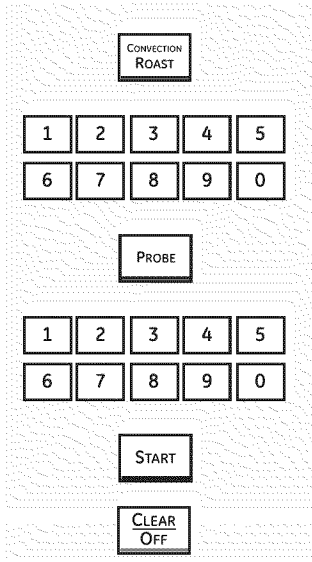 CONVECTION
ROAST
1 2 3 4 5
6 7 8 9 0
PROBE
1 2 3 4 5
6 7 8 9 0
START
CLEAR
OFF